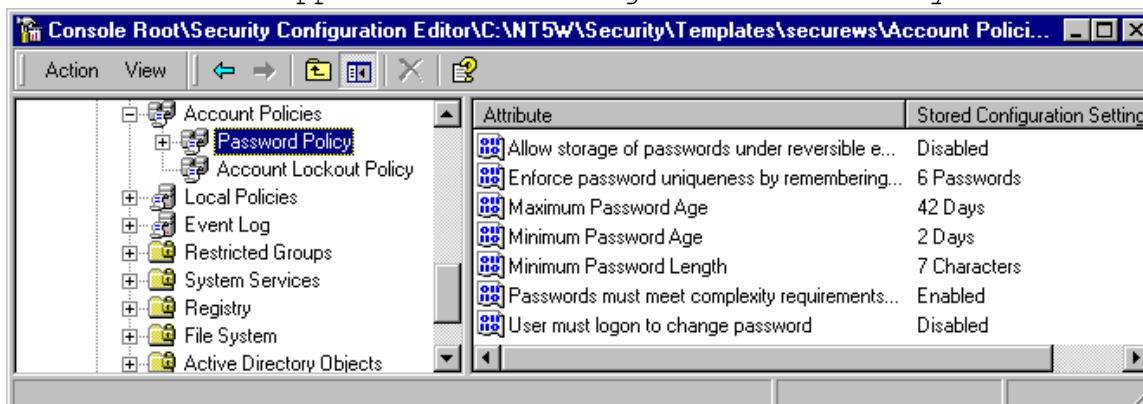 Console Root\Security Configuration Editor\C:\NT5W\Security\Templates\securews\Account Polici...
Action View
Account Policies
Password Policy
Account Lockout Policy
Local Policies
Event Log
Restricted Groups
System Services
Registry
File System
Active Directory Objects
Attribute Stored Configuration Setting
Allow storage of passwords under reversible e... Disabled
Enforce password uniqueness by remembering... 6 Passwords
Maximum Password Age 42 Days
Minimum Password Age 2 Days
Minimum Password Length 7 Characters
Passwords must meet complexity requirements... Enabled
User must logon to change password Disabled